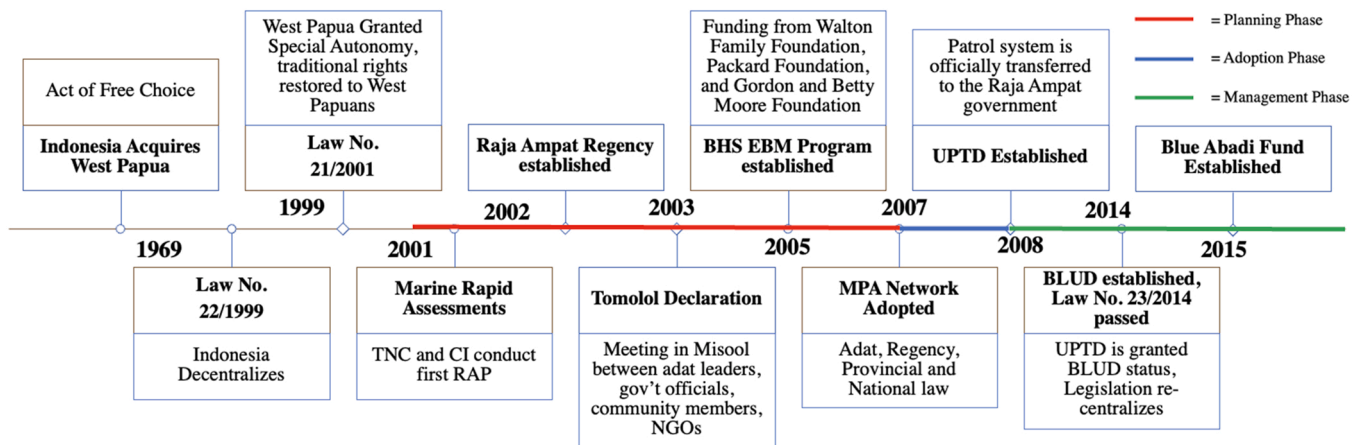 Act of Free Choice
Indonesia Acquires
West Papua
West Papua Granted
Special Autonomy,
traditional rights
restored to West
Papuans
Law No.
21/2001
Raja Ampat Regency
established
Funding from Walton
Family Foundation,
Packard Foundation,
and Gordon and Betty
Moore Foundation
BHS EBM Program
established
Patrol system is
officially transferred
to the Raja Ampat
government
UPTD Established
= Planning Phase
= Adoption Phase
= Management Phase
Blue Abadi Fund
Established
1999
2002
2003
2007
2014
1969
2001
2005
2008
2015
Law No.
22/1999
Indonesia
Decentralizes
Marine Rapid
Assessments
TNC and CI conduct
first RAP
Tomolol Declaration
Meeting in Misool
between adat leaders,
gov't officials,
community members,
NGOs
MPA Network
Adopted
Adat, Regency,
Provincial and
National law
BLUD established,
Law No. 23/2014
passed
UPTD is granted
BLUD status,
Legislation re-
centralizes